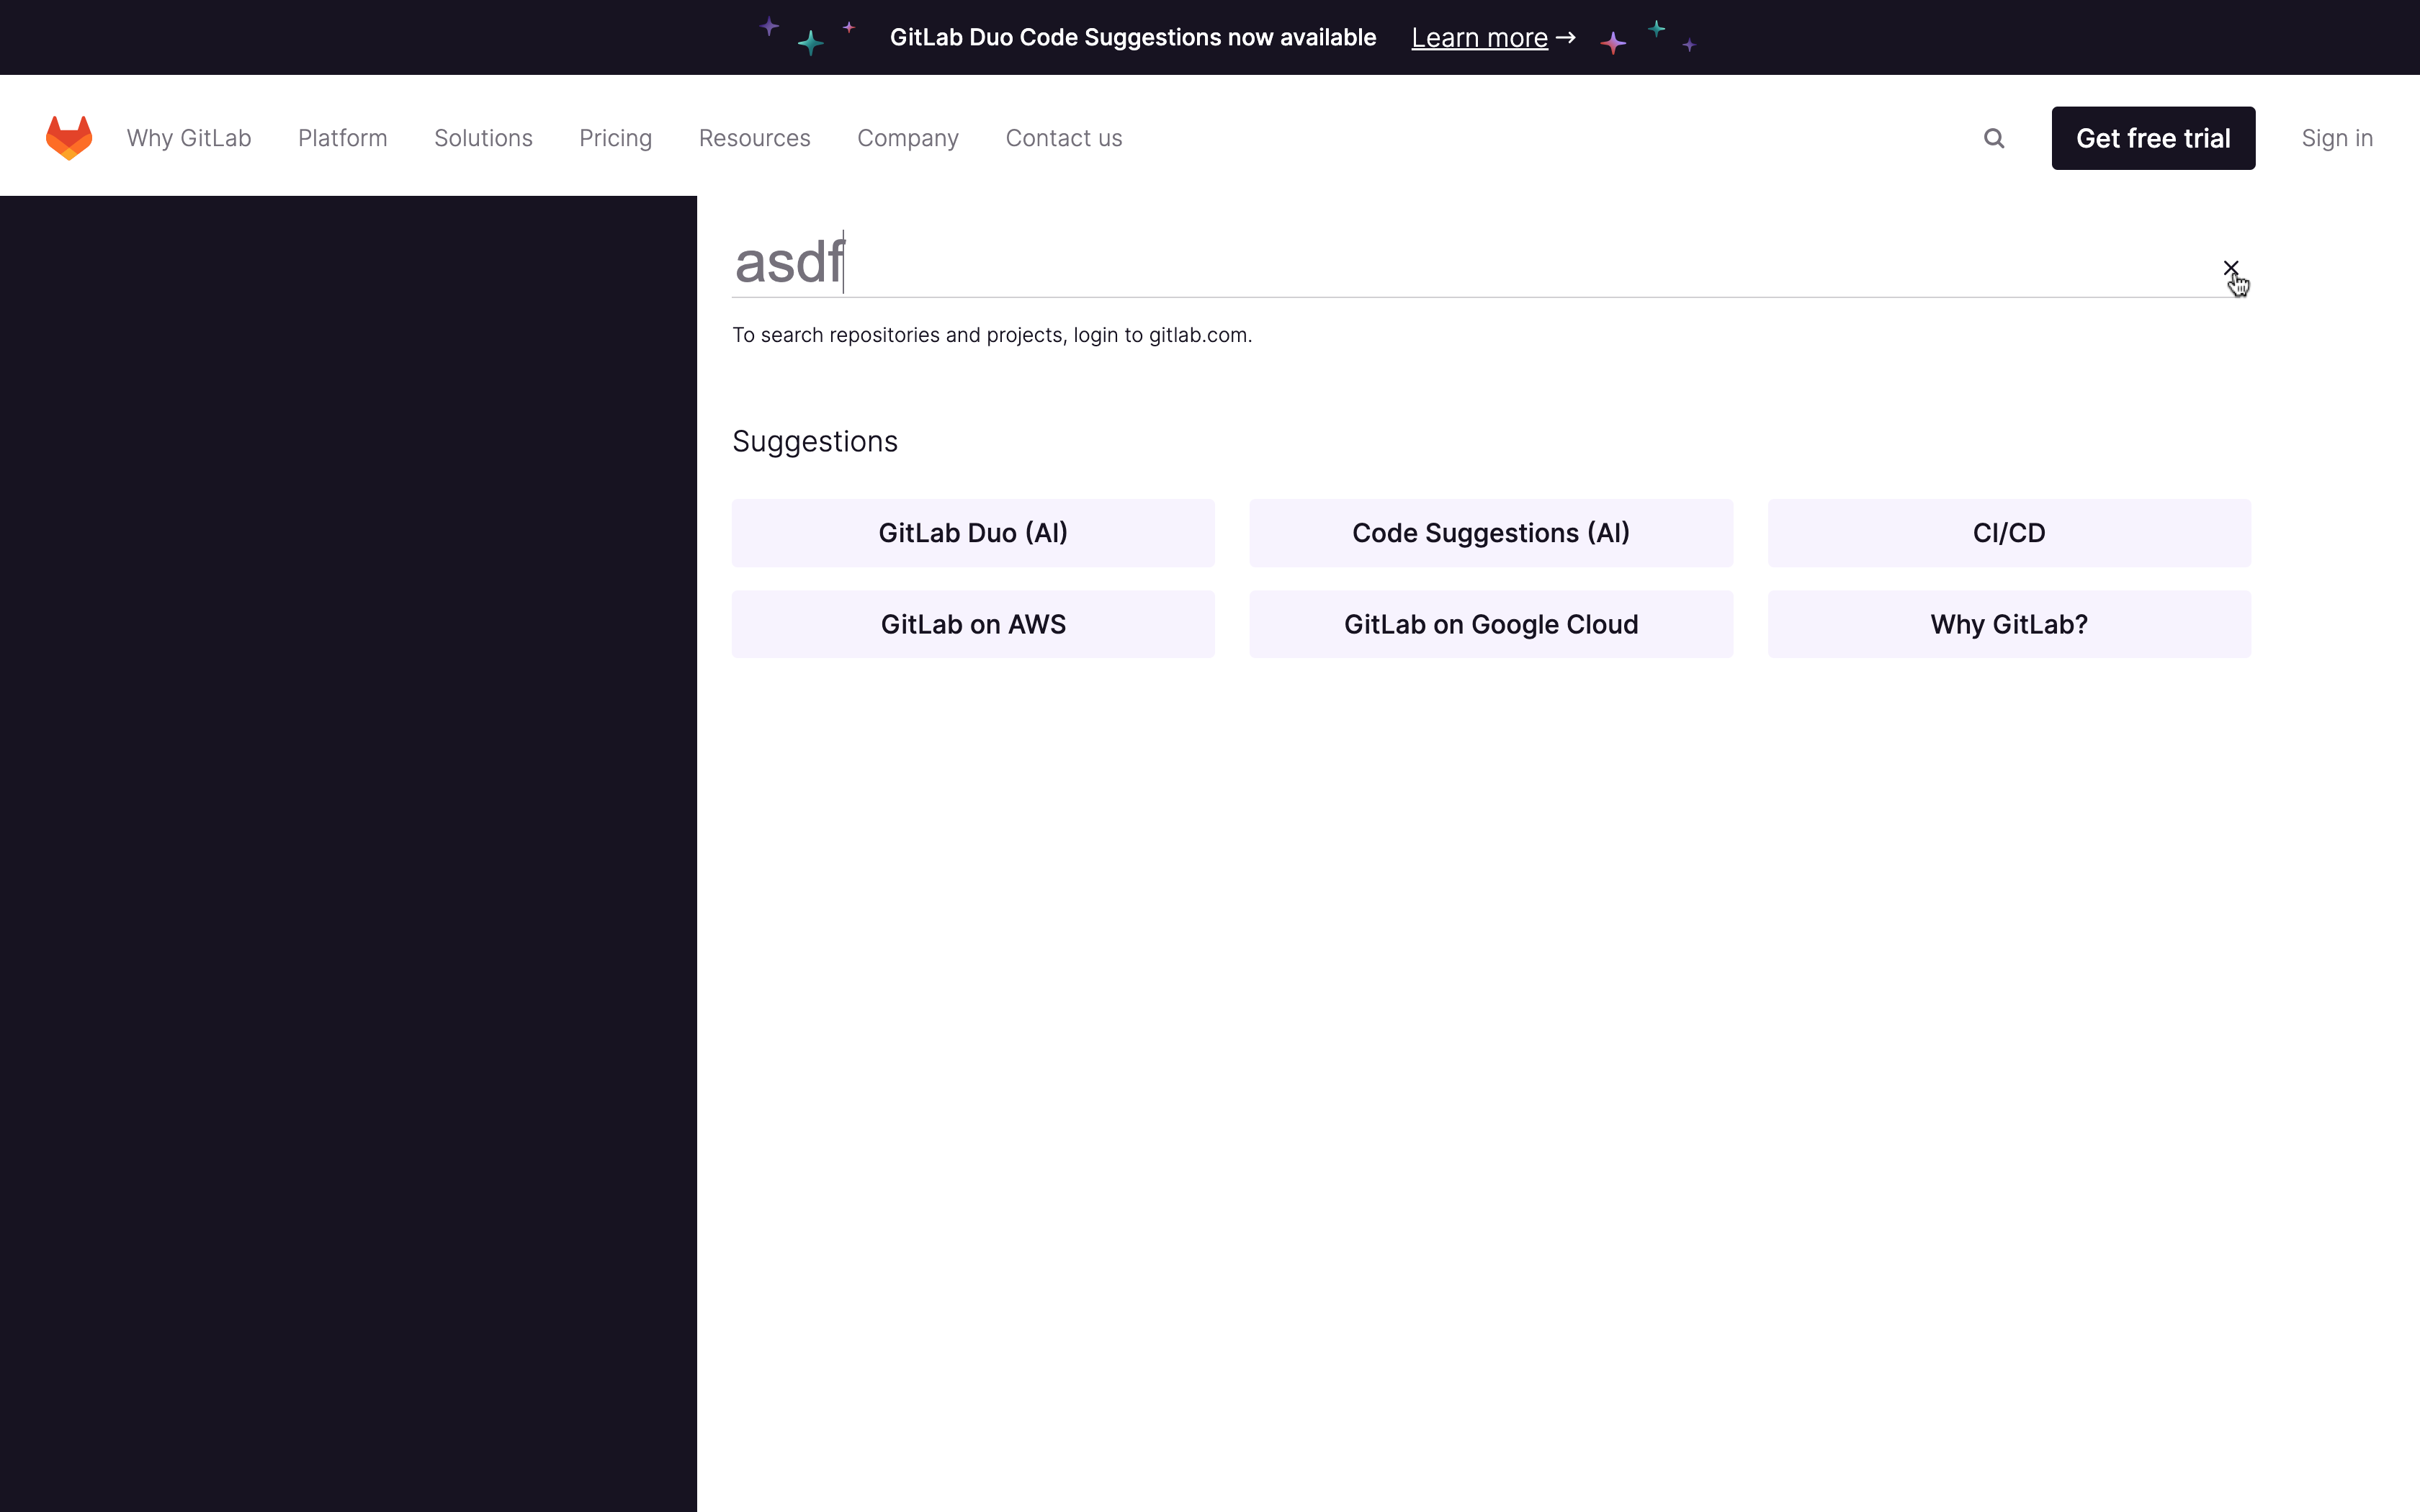 GitLab Duo Code Suggestions now available Learn more →
Why GitLab Platform Solutions Pricing Resources Company Contact us Get free trial Sign in
asdf
To search repositories and projects, login to gitlab.com.
Suggestions
GitLab Duo (AI) Code Suggestions (AI) CI/CD
GitLab on AWS GitLab on Google Cloud Why GitLab?